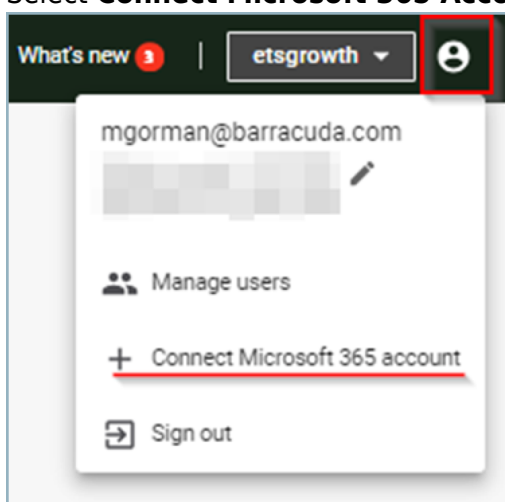 Select Connect Microsoft 365 Acco
What's new 3 | etsgrowth
mgorman@barracuda.com
Manage users
+ Connect Microsoft 365 account
Sign out